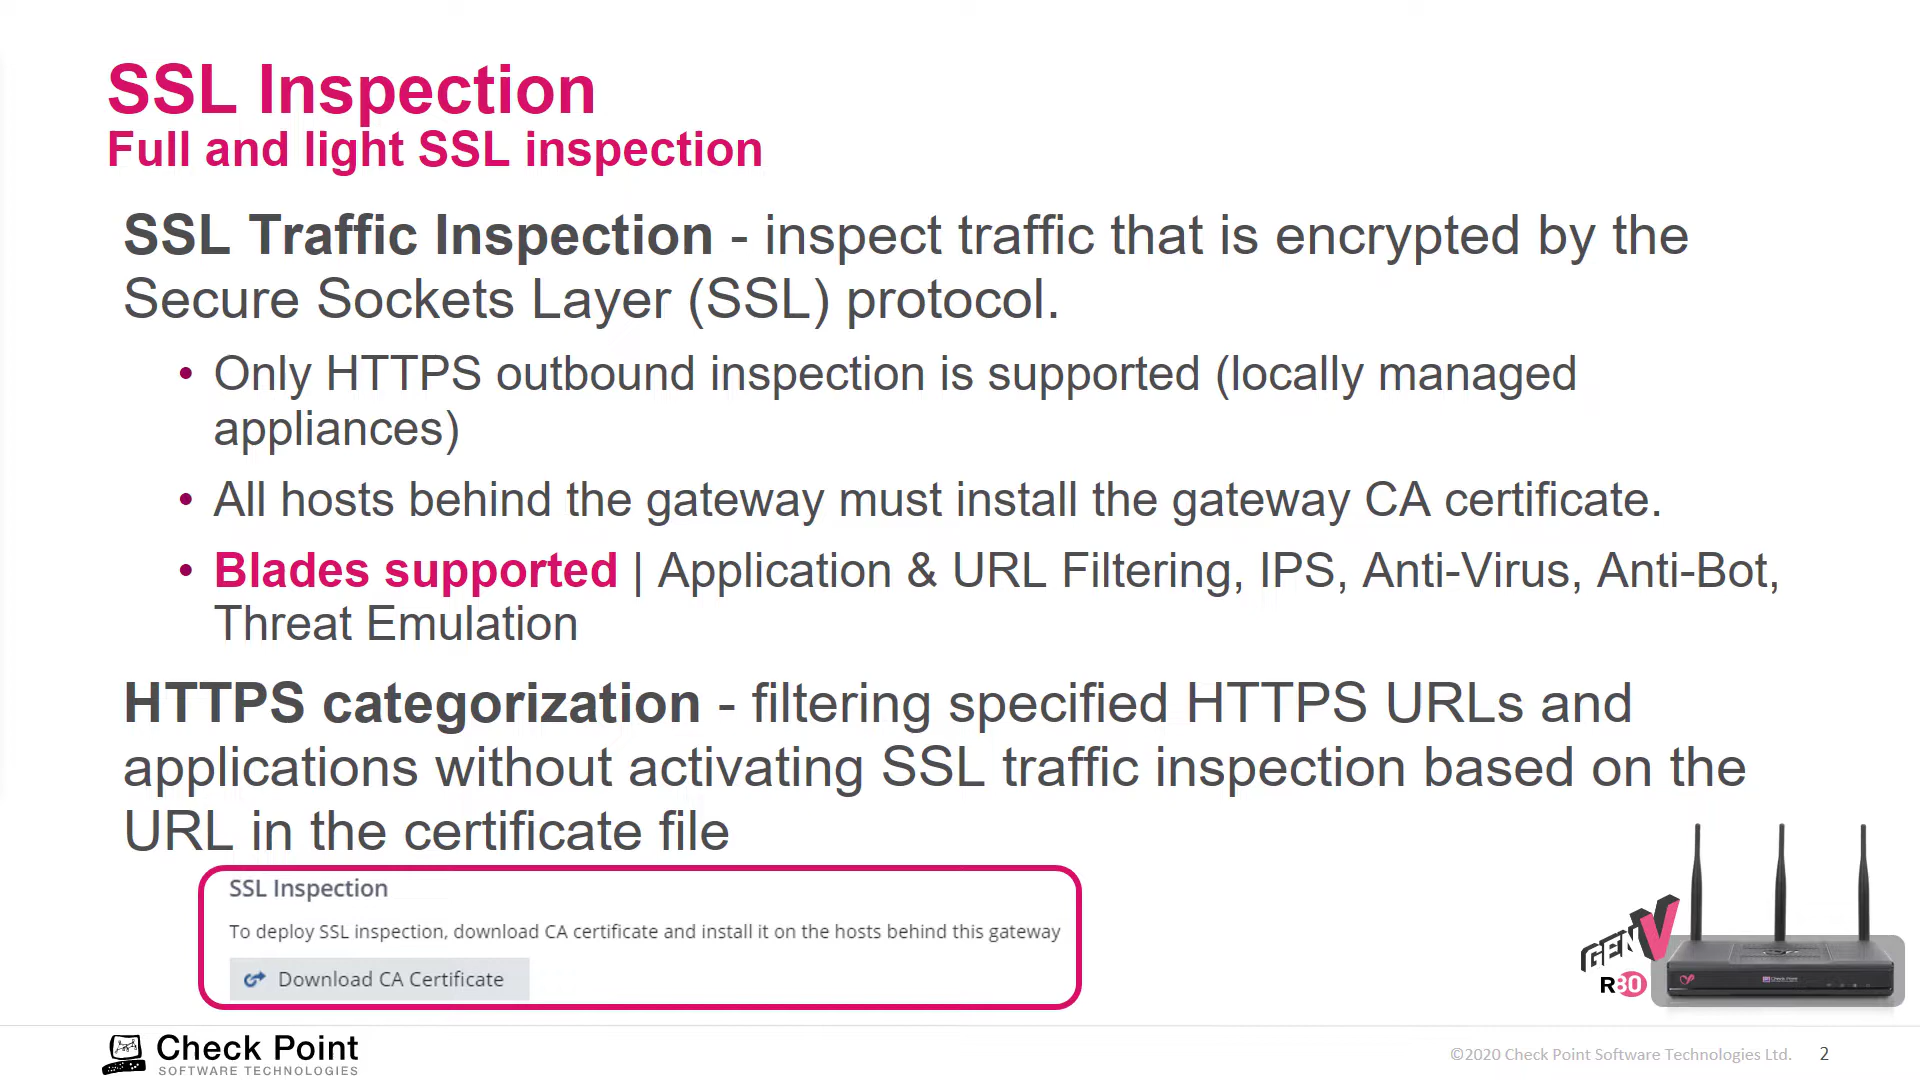 SSL Inspection
Full and light SSL inspection
SSL Traffic Inspection - inspect traffic that is encrypted by the
Secure Sockets Layer (SSL) protocol.
• Only HTTPS outbound inspection is supported (locally managed
appliances)
• All hosts behind the gateway must install the gateway CA certificate.
• Blades supported | Application & URL Filtering, IPS, Anti-Virus, Anti-Bot,
Threat Emulation
HTTPS categorization - filtering specified HTTPS URLs and
applications without activating SSL traffic inspection based on the
URL in the certificate file
SSL Inspection
To deploy SSL inspection, download CA certificate and install it on the hosts behind this gateway
Download CA Certificate
GEN V
R80
Check Point
Check Point
SOFTWARE TECHNOLOGIES
©2020 Check Point Software Technologies Ltd.
2